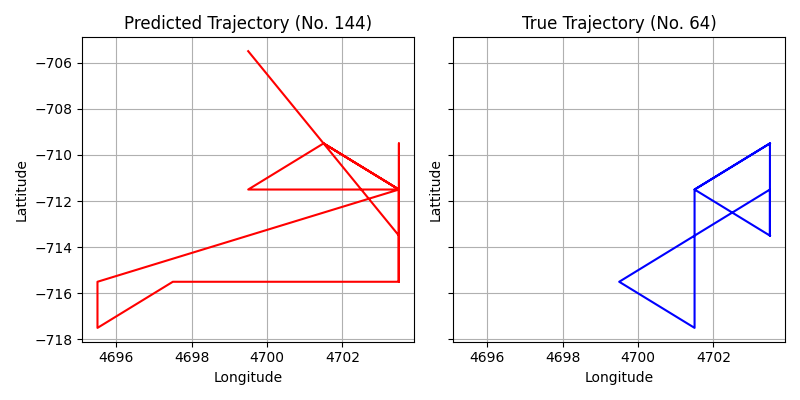 Predicted Trajectory (No. 144)
True Trajectory (No. 64)
Lattitude
−706
−708
−710
−712
−714
−716
−718
4696
4698
4700
4702
Longitude
Lattitude
4696
4698
4700
4702
Longitude